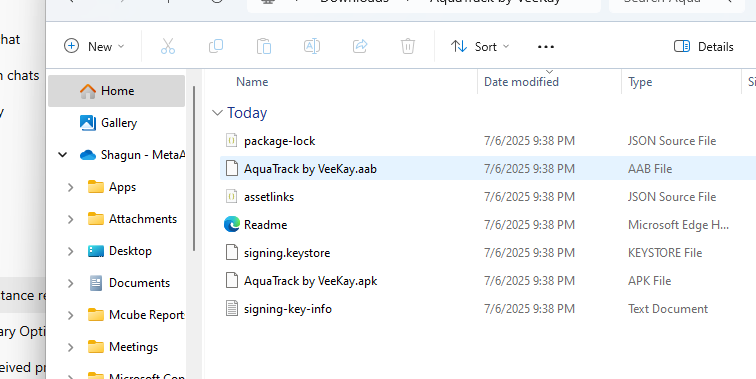 Downloads AquaTrack by VeeKay Search Aqua
New Sort Details
hat
n chats
y
tance re
ary Opti
eived pr
Home
Gallery
Shagun - MetaA
Apps
Attachments
Desktop
Documents
Mcube Report
Meetings
Microsoft Con
Name Date modified Type Si
Today
package-lock 7/6/2025 9:38 PM JSON Source File
AquaTrack by VeeKay.aab 7/6/2025 9:38 PM AAB File
assetlinks 7/6/2025 9:38 PM JSON Source File
Readme 7/6/2025 9:38 PM Microsoft Edge H...
signing.keystore 7/6/2025 9:38 PM KEYSTORE File
AquaTrack by VeeKay.apk 7/6/2025 9:38 PM APK File
signing-key-info 7/6/2025 9:38 PM Text Document